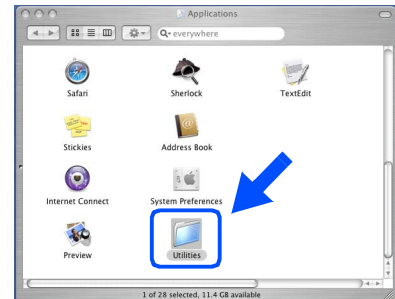 Applications
everywhere
Safari
Sherlock
TextEdit
Stickies
Address Book
Internet Connect
System Preferences
Preview
Utilities
1 of 28 selected, 11.4 GB available